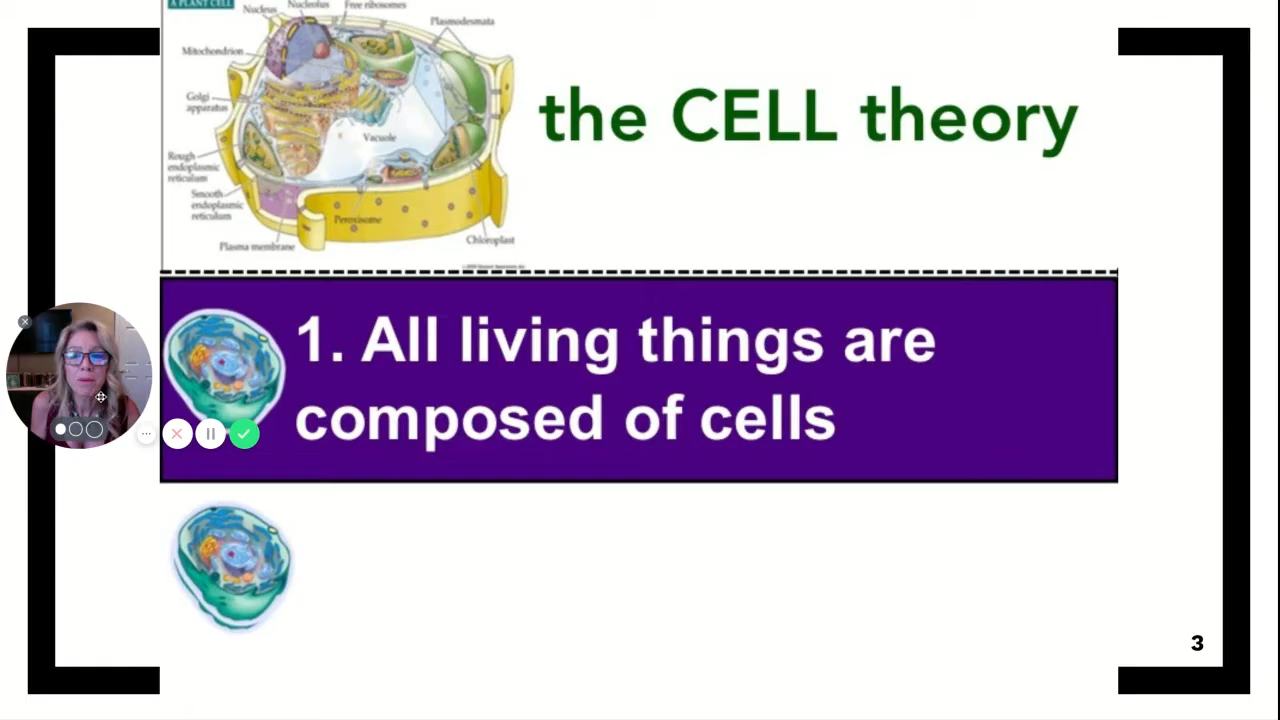 A PLANT CELL
Nucleus
Nucleolus
Free ribosomes
Plasmodesmata
Mitochondrion
Golgi
apparatus
Vacuole
Rough
endoplasmic
reticulum
Smooth
endoplasmic
reticulum
Peroxisome
Plasma membrane
Chloroplast
the CELL theory
1. All living things are
composed of cells
3